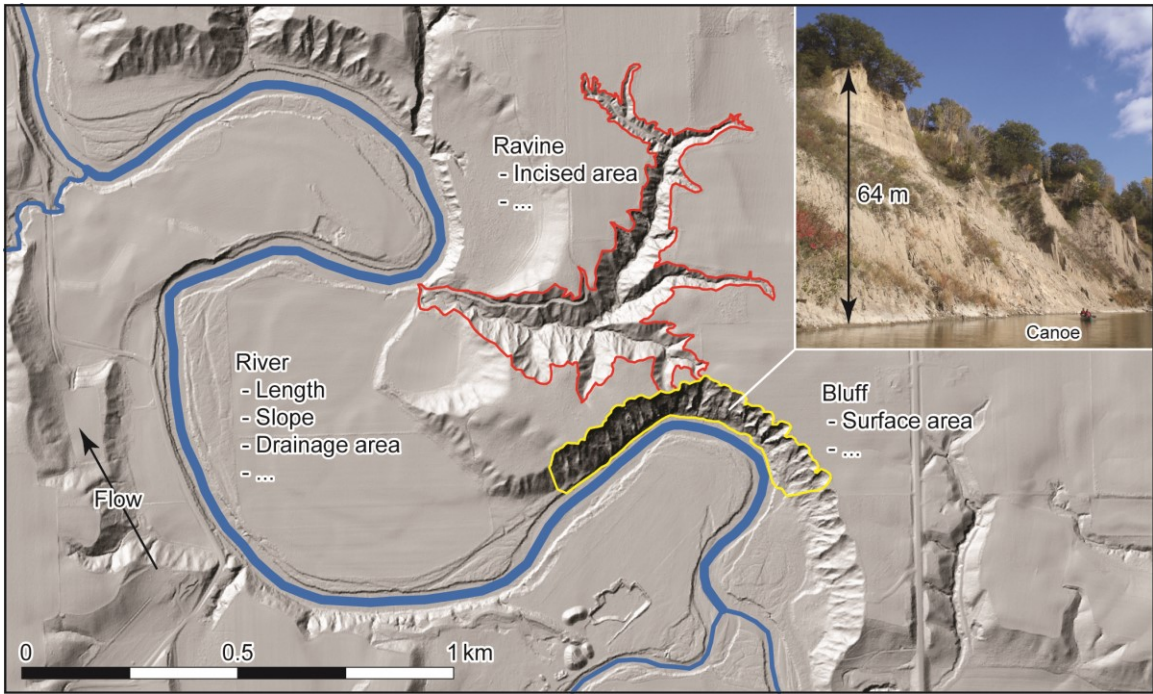 Ravine
- Incised area
- ...
64 m
Canoe
River
- Length
- Slope
- Drainage area
- ...
Bluff
- Surface area
- ...
Flow
0 0.5 1 km